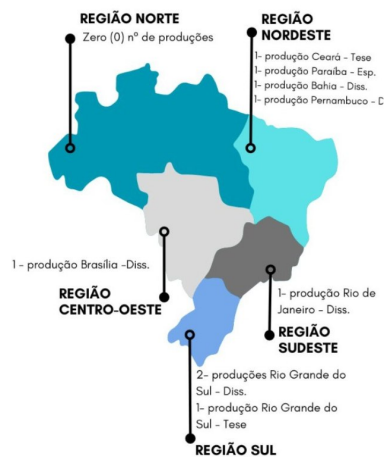 REGIÃO NORTE
Zero (0) nº de produções
REGIÃO
NORDESTE
1- produção Ceará - Tese
1- produção Paraíba - Esp.
1- produção Bahia - Diss.
1- produção Pernambuco - D
1 - produção Brasília -Diss.
REGIÃO
CENTRO-OESTE
1- produção Rio de
Janeiro - Diss.
REGIÃO
SUDESTE
2- produções Rio Grande do
Sul - Diss.
1- produção Rio Grande do
Sul - Tese
REGIÃO SUL